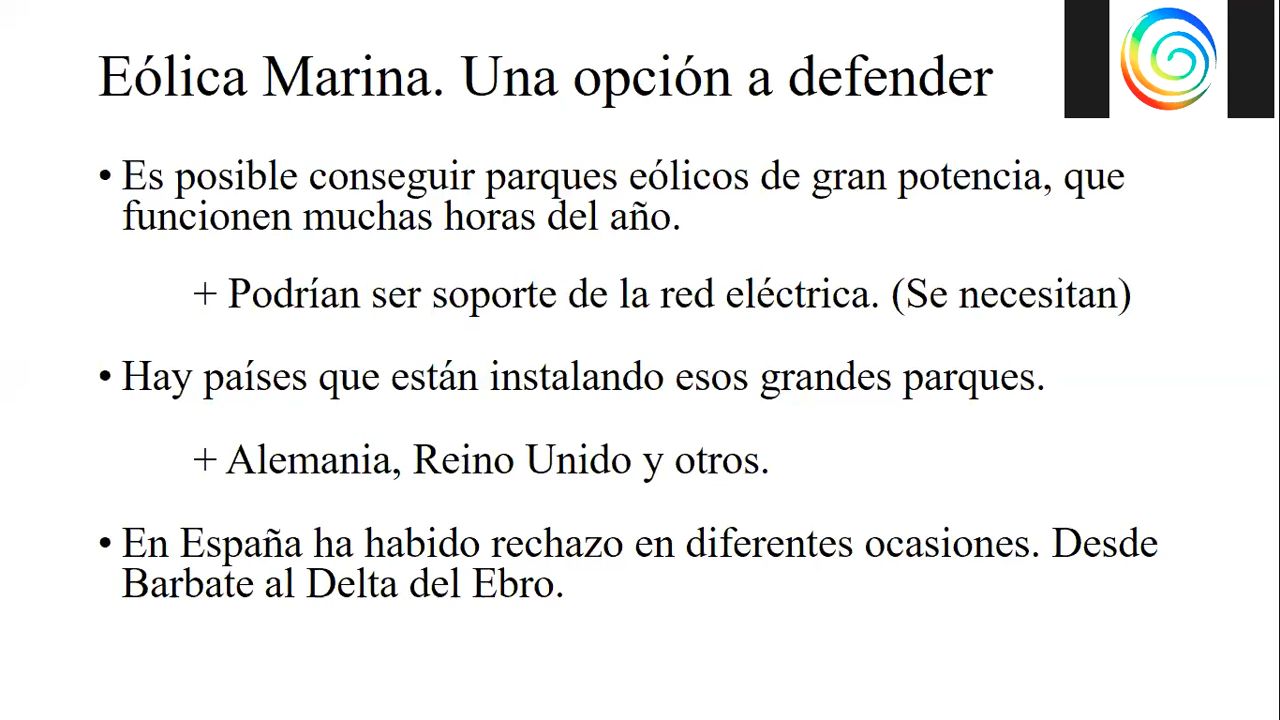 Eólica Marina. Una opción a defender
• Es posible conseguir parques eólicos de gran potencia, que
funcionen muchas horas del año.
+ Podrían ser soporte de la red eléctrica. (Se necesitan)
• Hay países que están instalando esos grandes parques.
+ Alemania, Reino Unido y otros.
• En España ha habido rechazo en diferentes ocasiones. Desde
Barbate al Delta del Ebro.